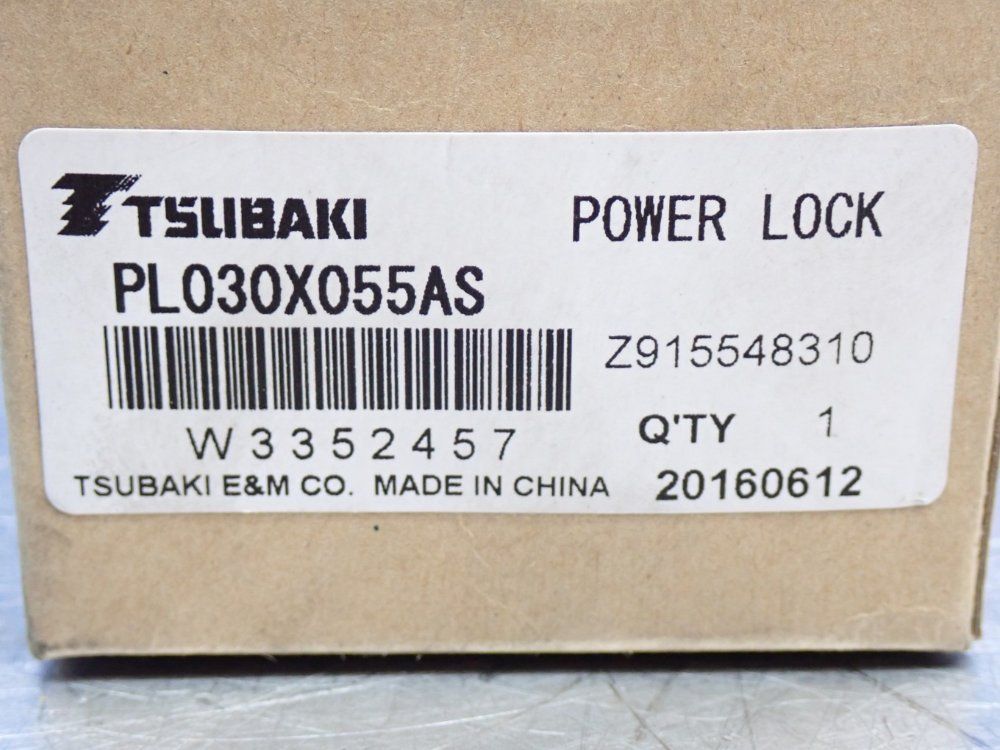 TSUBAKI POWER LOCK
PL030X055AS
Z915548310
W3352457
Q'TY 1
TSUBAKI E&M CO. MADE IN CHINA 20160612